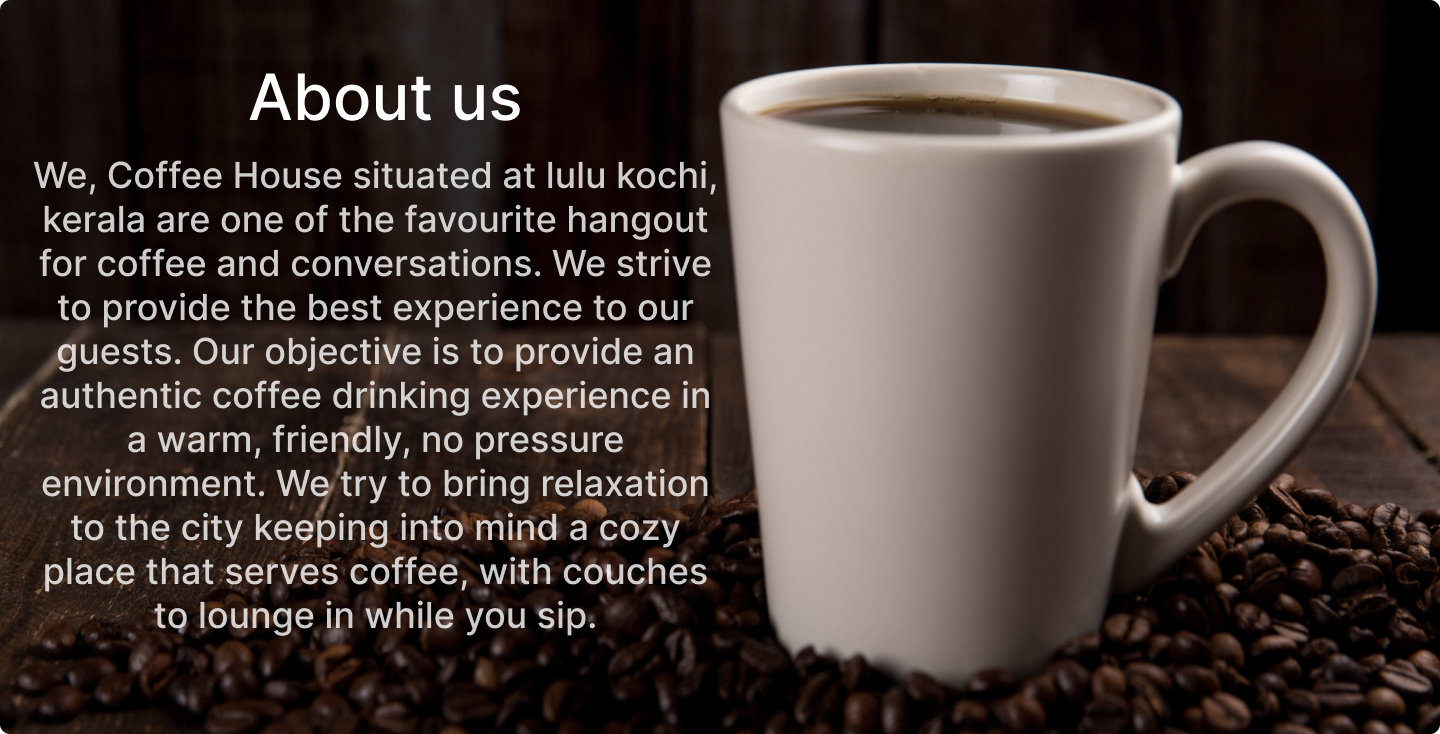 About us
We, Coffee House situated at lulu kochi,
kerala are one of the favourite hangout
for coffee and conversations. We strive
to provide the best experience to our
guests. Our objective is to provide an
authentic coffee drinking experience in
a warm, friendly, no pressure
environment. We try to bring relaxation
to the city keeping into mind a cozy
place that serves coffee, with couches
to lounge in while you sip.